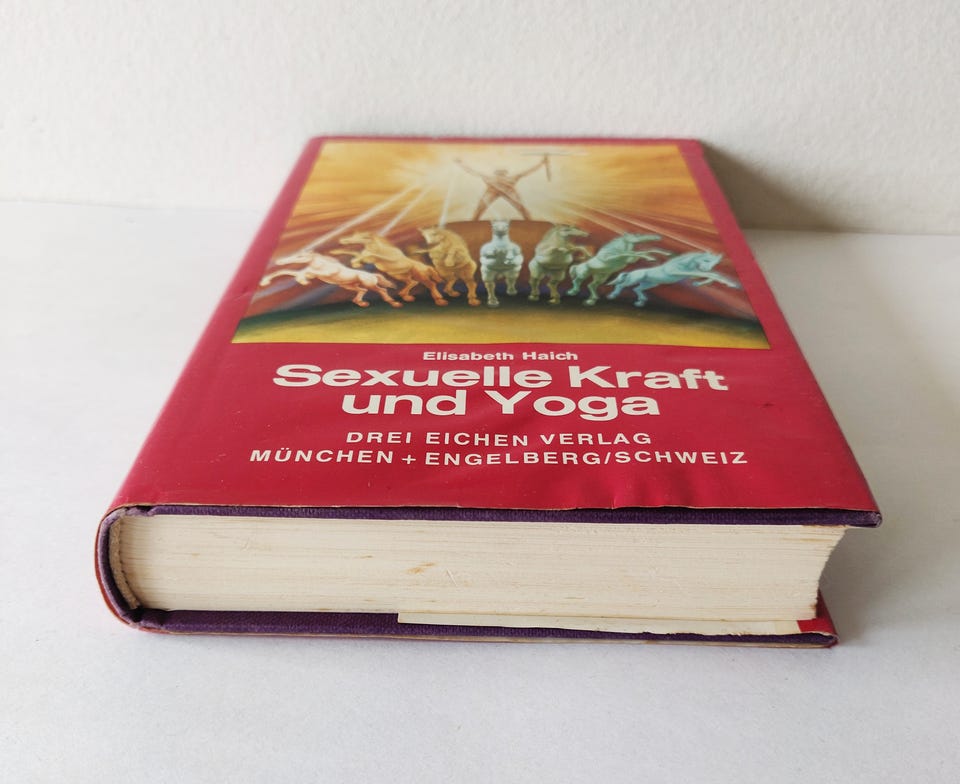 Elisabeth Haich
Sexuelle Kraft
und Yoga
DREI EICHEN VERLAG
MÜNCHEN + ENGELBERG/SCHWEIZ